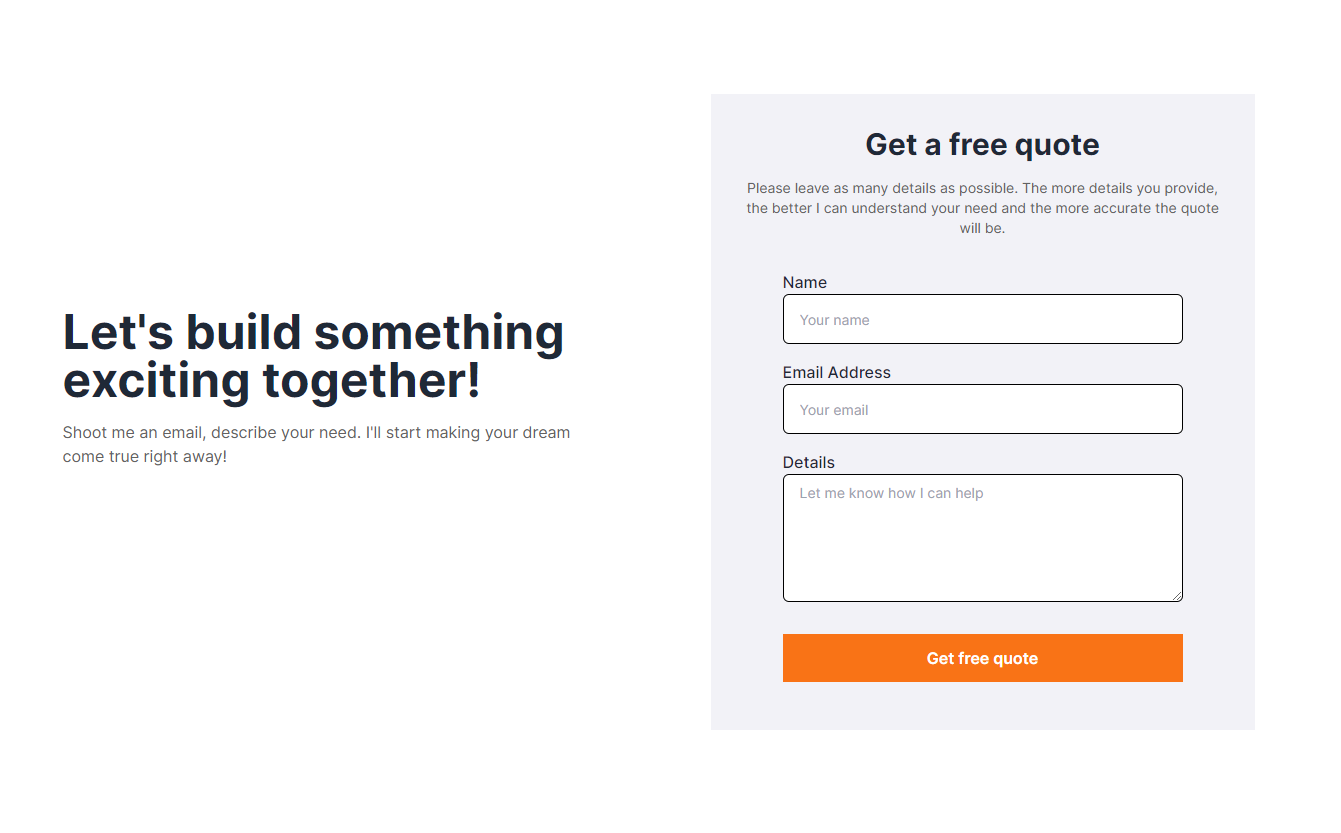 Let's build something
exciting together!
Shoot me an email, describe your need. I'll start making your dream
come true right away!
Get a free quote
Please leave as many details as possible. The more details you provide,
the better I can understand your need and the more accurate the quote
will be.
Name
Your name
Email Address
Your email
Details
Let me know how I can help
Get free quote